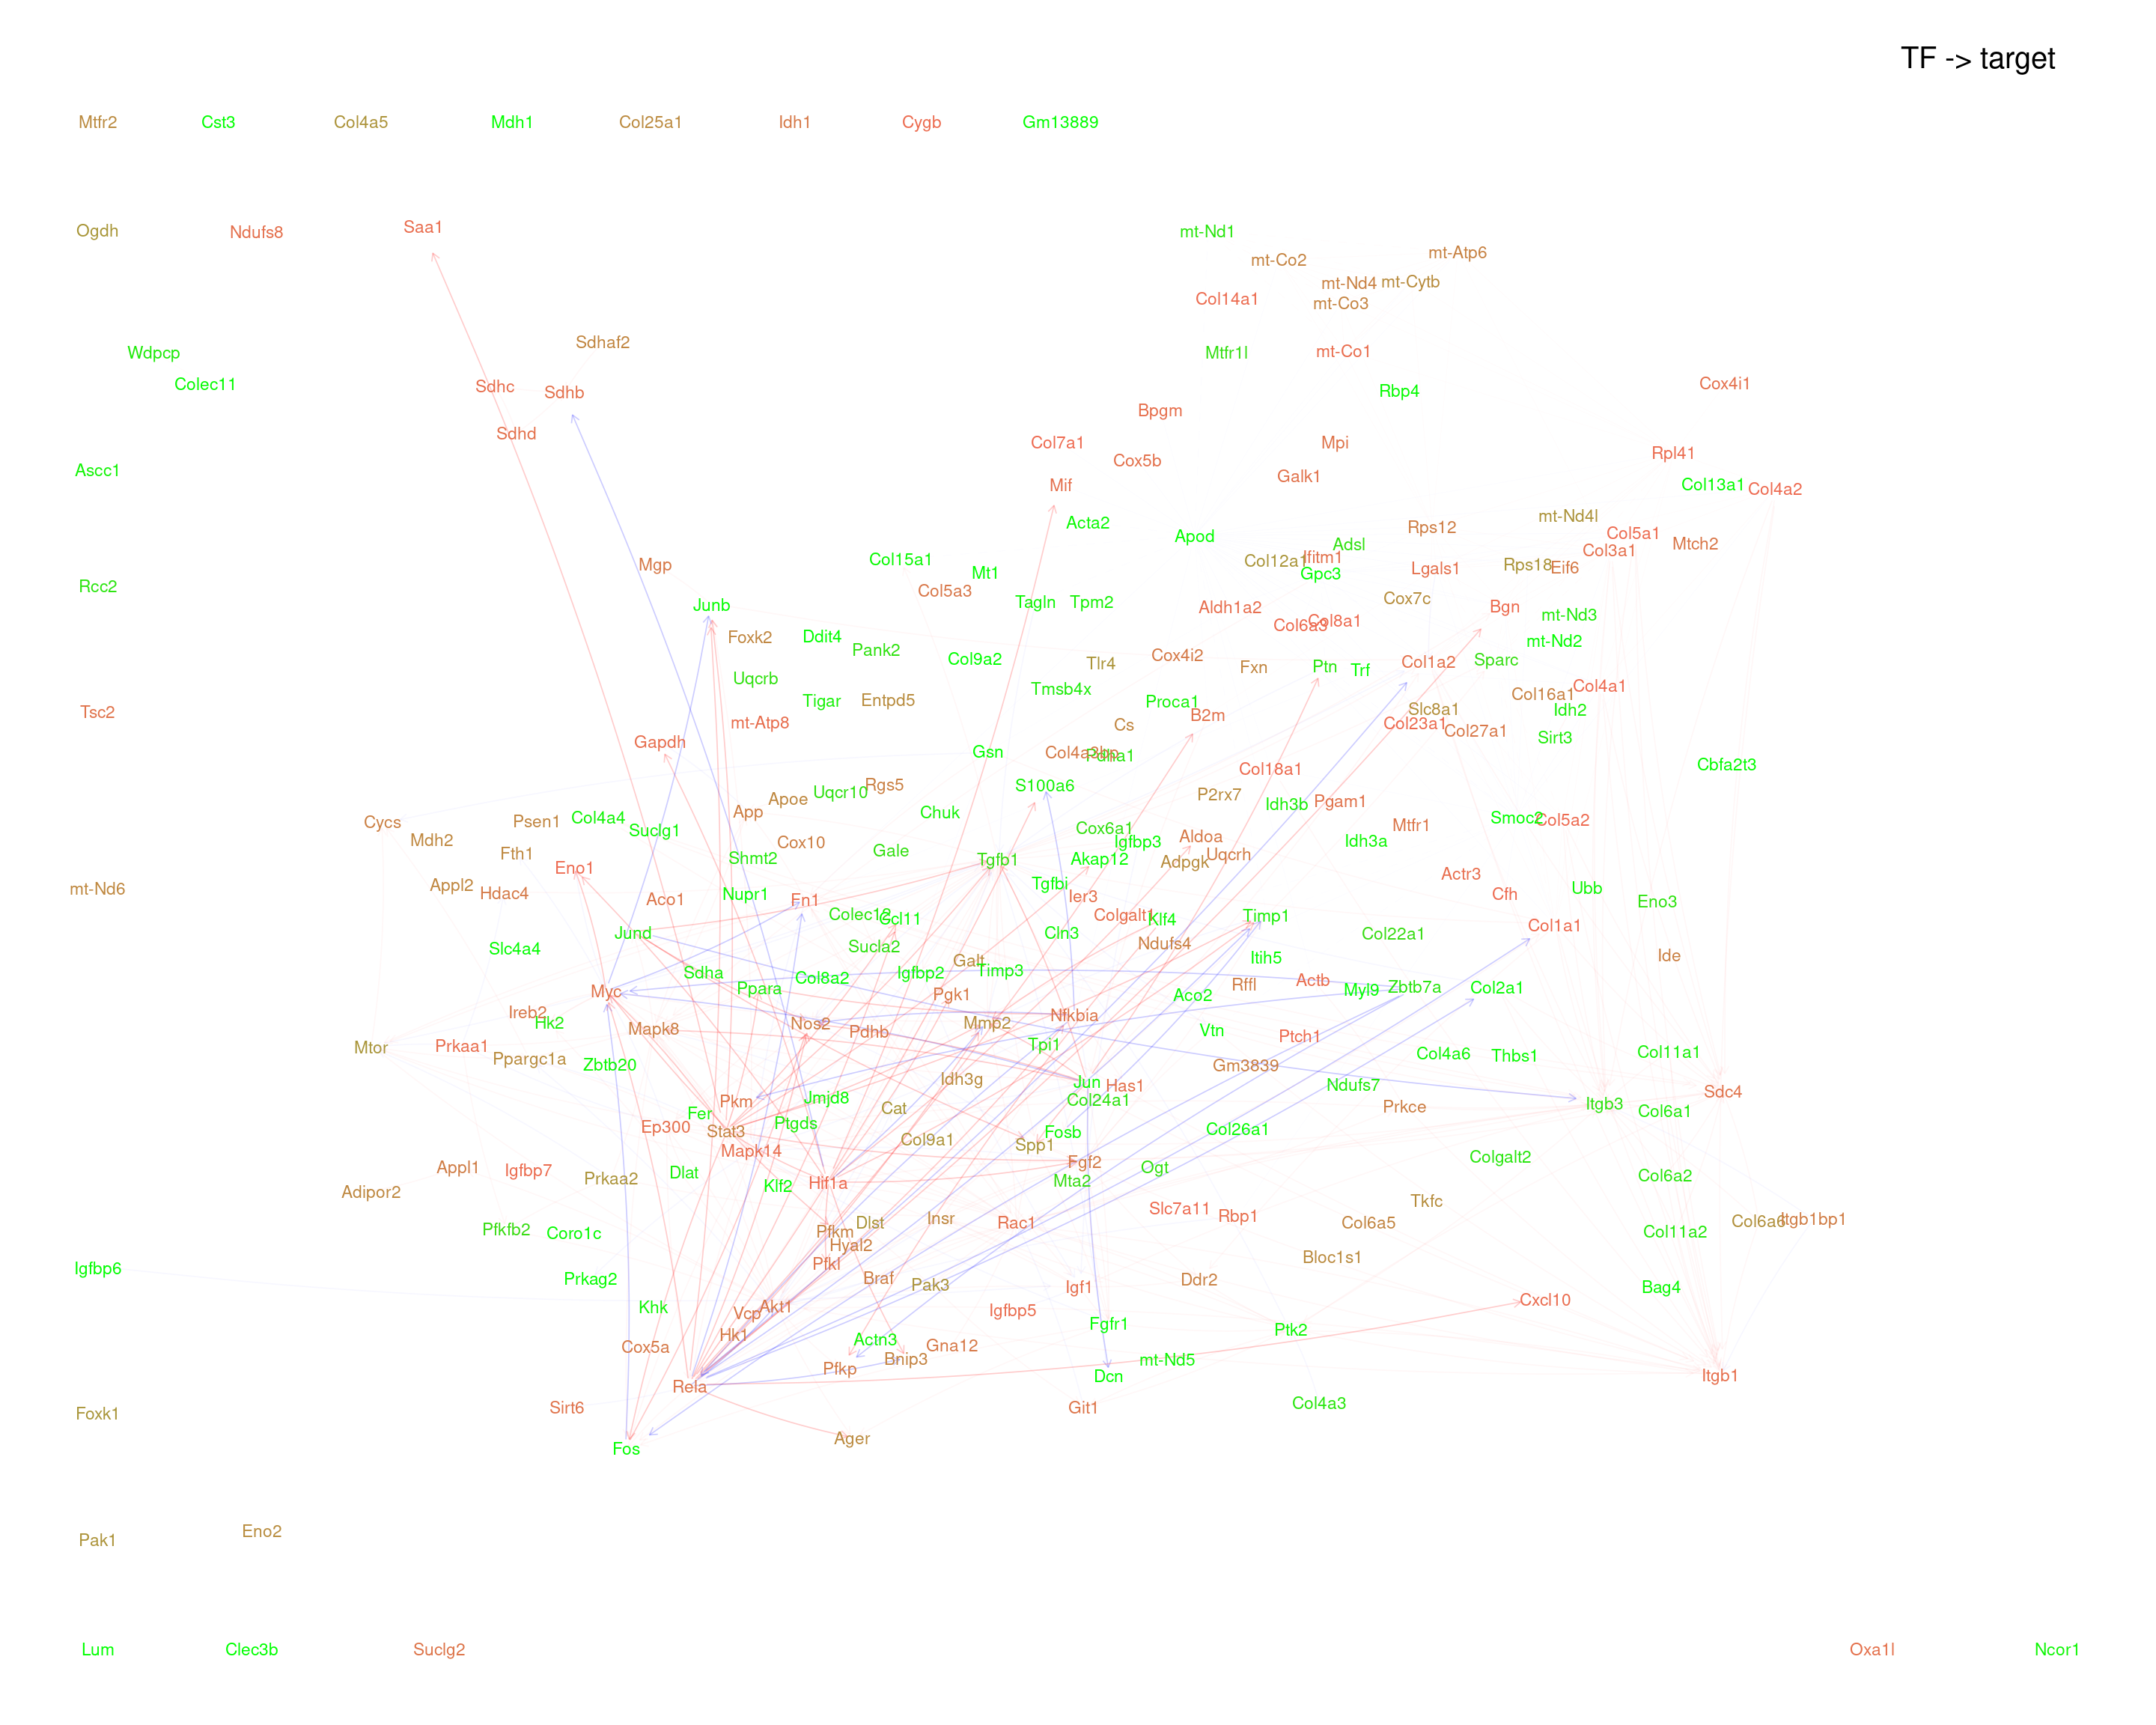 TF -> target
Mtfr2 Cst3 Col4a5 Mdh1 Col25a1 Idh1 Cygb Gm13889
Ogdh Ndufs8 Saa1 mt-Nd1
mt-Co2 mt-Atp6
mt-Nd4 mt-Cytb
Col14a1 mt-Co3
Sdhaf2
Wdpcp Mtfr1l mt-Co1
Colec11 Sdhc Sdhb Rbp4 Cox4i1
Bpgm
Sdhd Col7a1 Mpi
Ascc1 Cox5b Galk1 Rpl41
Mif Col13a1 Col4a2
Acta2 Apod Rps12 mt-Nd4l
Col5a1
Mgp Col15a1 Mt1 Col12a1 Ifitm1 Adsl Col3a1 Mtch2
Rcc2 Col5a3 Gpc3 Lgals1 Rps18 Eif6
Junb Tagln Tpm2 Aldh1a2 Cox7c Bgn
Col6a3 Col8a1 mt-Nd3
Foxk2 Ddit4 Pank2 mt-Nd2
Col9a2 Tlr4 Cox4i2 Fxn Ptn Trf Col1a2 Sparc
Uqcrb Tmsb4x Col16a1 Col4a1
Tsc2 Tigar Entpd5 Proca1 Slc8a1 Idh2
mt-Atp8 Cs B2m Col23a1 Col27a1
Gapdh Gsn Col4a3bp Pdha1 Sirt3
Col18a1 Cbfa2t3
Uqcr10 Rgs5 S100a6 P2rx7
Apoe Idh3b Pgam1
Cycs Psen1 Col4a4 App Chuk Smoc2 Col5a2
Mdh2 Suclg1 Cox10 Cox6a1 Igfbp3 Aldoa Mtfr1 Idh3a
Fth1 Shmt2 Gale Tgfb1 Akap12 Adpgk Uqcrh
mt-Nd6 Appl2 Eno1 Tgfbi Actr3 Ubb
Hdac4 Aco1 Nupr1 Fn1 Ier3 Cfh Eno3
Colec12 Ccl11 Colgalt1 Klf4 Timp1 Col1a1
Slc4a4 Jund Sucla2 Cln3 Ndufs4 Col22a1
Itih5 Ide
Sdha Col8a2 Igfbp2 Galt Timp3
Myc Ppara Pgk1 Aco2 Rffl Actb Myl9 Zbtb7a Col2a1
Ireb2 Hk2 Mapk8 Nos2 Pdhb Mmp2 Nfkbia Vtn Ptch1
Mtor Prkaa1 Ppargc1a Zbtb20 Tpi1 Gm3839 Col4a6 Thbs1 Col11a1
Idh3g Jun Has1 Ndufs7 Sdc4
Pkm Jmjd8 Cat Col24a1 Prkce Itgb3 Col6a1
Fer Ptgds
Ep300 Stat3 Col9a1 Spp1 Fosb Col26a1
Mapk14 Fgf2 Colgalt2
Appl1 Igfbp7 Prkaa2 Dlat Klf2 Hif1a Mta2 Ogt Col6a2
Adipor2 Tkfc
Pfkfb2 Coro1c Pfkm Dlst Insr Rac1 Slc7a11 Rbp1 Col6a5 Col11a2 Col6a6 Itgb1bp1
Hyal2 Bloc1s1
Igfbp6 Prkag2 Pfkl Braf Pak3 Igf1 Ddr2 Bag4
Khk Vcp Akt1 Igfbp5 Cxcl10
Cox5a Hk1 Actn3 Gna12 Fgfr1 Ptk2
Pfkp Bnip3 mt-Nd5
Rela Dcn Itgb1
Foxk1 Sirt6 Git1 Col4a3
Fos Ager
Pak1 Eno2
Lum Clec3b Suclg2 Oxa1l Ncor1